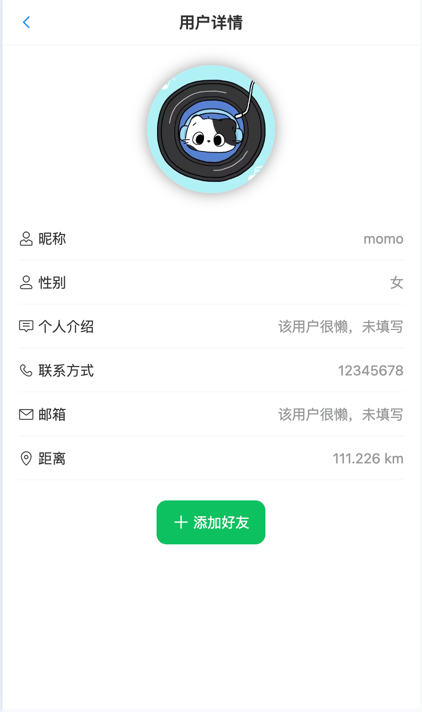 用户详情
昵称 momo
性别 女
个人介绍 该用户很懒，未填写
联系方式 12345678
邮箱 该用户很懒，未填写
距离 111.226 km
添加好友